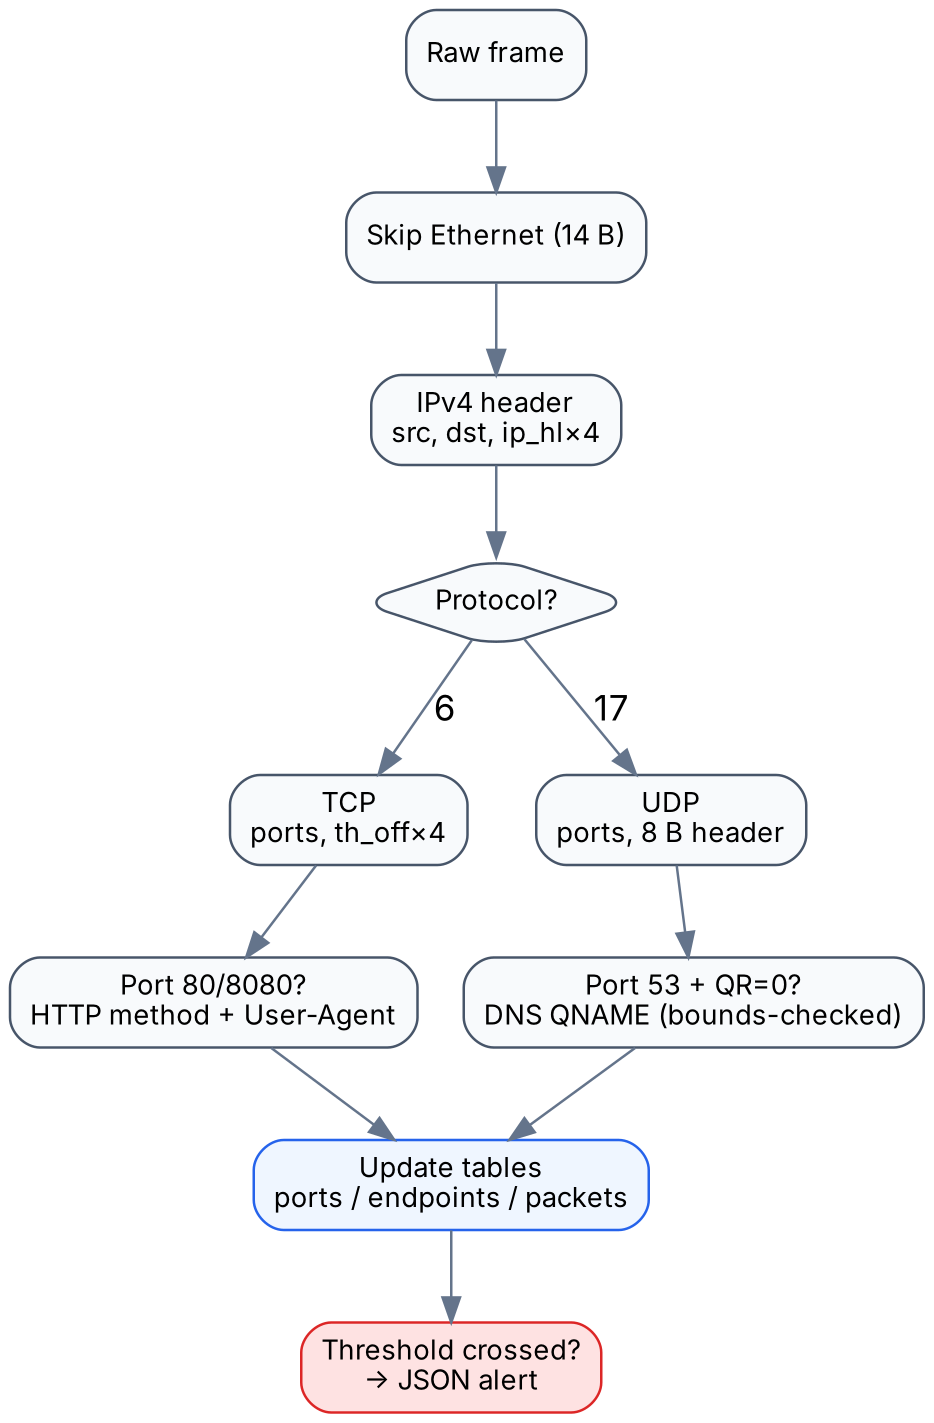 Raw frame
Skip Ethernet (14 B)
IPv4 header
src, dst, ip_hl×4
Protocol?
6
17
TCP
ports, th_off×4
UDP
ports, 8 B header
Port 80/8080?
HTTP method + User-Agent
Port 53 + QR=0?
DNS QNAME (bounds-checked)
Update tables
ports / endpoints / packets
Threshold crossed?
→ JSON alert